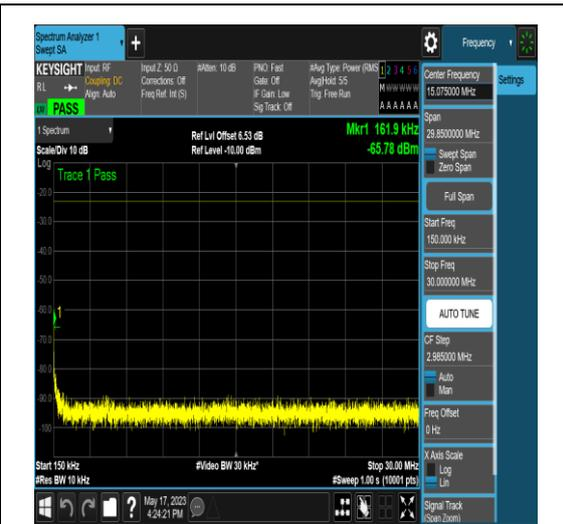 Spectrum Analyzer 1
Swept SA
Frequency
KEYSIGHT
RL
Input: RF
Coupling: DC
Align: Auto
Input Z: 50 Ω
Corrections: Off
Freq Ref: Int (S)
#Atten: 10 dB
PNO: Fast
Gate: Off
IF Gain: Low
Sig Track: Off
#Avg Type: Power (RMS
Avg|Hold: 5/5
Trig: Free Run
1 2 3 4 5 6
M W W W W W
A A A A A A
PASS
1 Spectrum
Scale/Div 10 dB
Ref Lvl Offset 6.53 dB
Ref Level -10.00 dBm
Mkr1 161.9 kHz
-65.78 dBm
Log
Trace 1 Pass
-20.0
-30.0
-40.0
-50.0
-60.0
-70.0
-80.0
-90.0
-100
1
Start 150 kHz
#Res BW 10 kHz
#Video BW 30 kHz*
Stop 30.00 MHz
#Sweep 1.00 s (10001 pts)
May 17, 2023
4:24:21 PM
Settings
Center Frequency
15.075000 MHz
Span
29.8500000 MHz
Swept Span
Zero Span
Full Span
Start Freq
150.000 kHz
Stop Freq
30.000000 MHz
AUTO TUNE
CF Step
2.985000 MHz
Auto
Man
Freq Offset
0 Hz
X Axis Scale
Log
Lin
Signal Track
(Span Zoom)